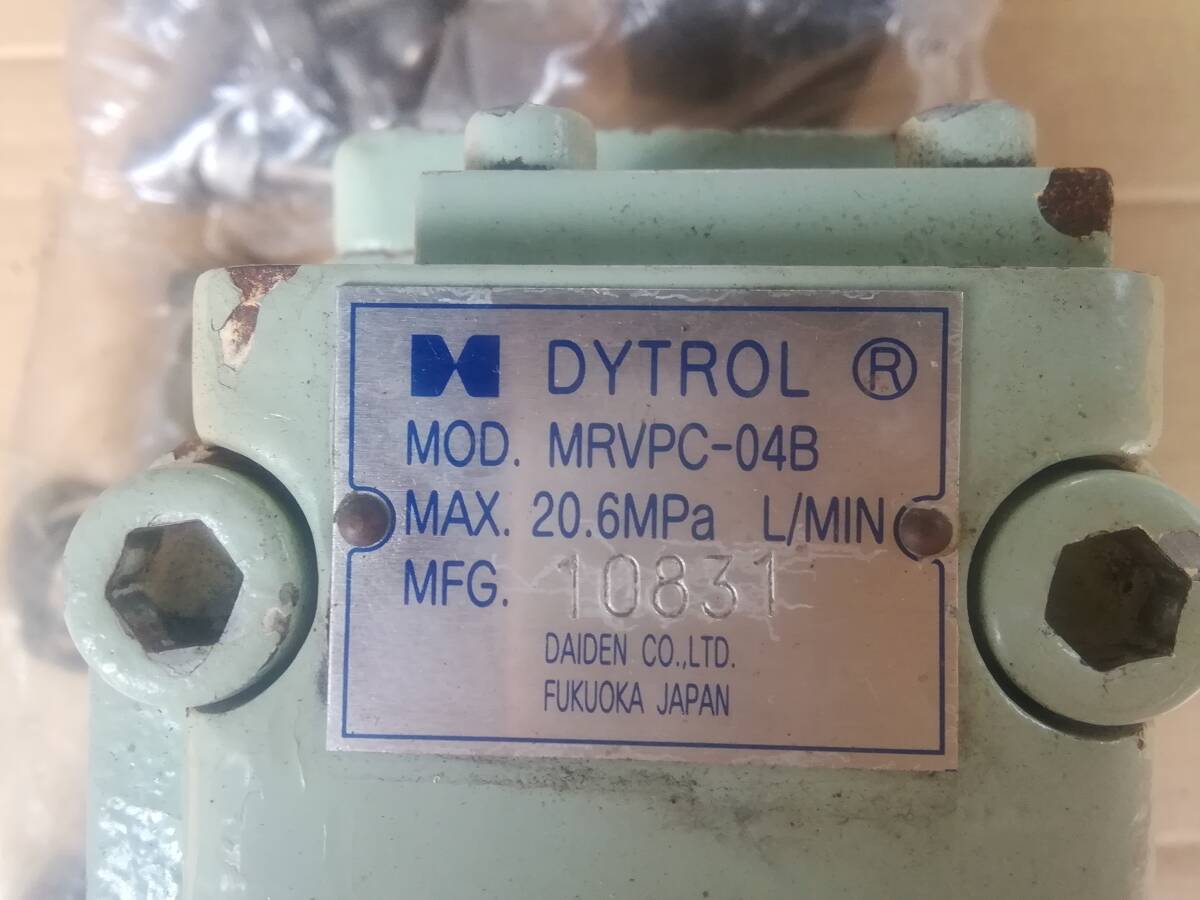 DYTROL ®
MOD. MRVPC-04B
MAX. 20.6MPa L/MIN
MFG. 10831
DAIDEN CO.,LTD.
FUKUOKA JAPAN